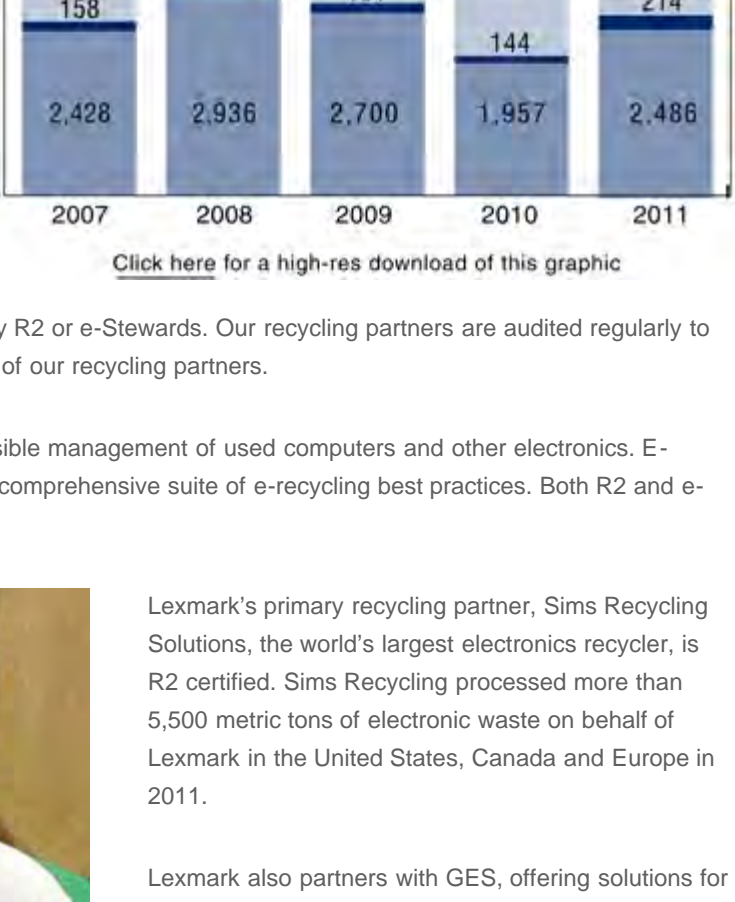 158
214
144
2,428 2,936 2,700 1,957 2.486
2007 2008 2009 2010 2011
Click here for a high-res download of this graphic
y R2 or e-Stewards. Our recycling partners are audited regularly to
of our recycling partners.
sible management of used computers and other electronics. E-
comprehensive suite of e-recycling best practices. Both R2 and e-
Lexmark's primary recycling partner, Sims Recycling
Solutions, the world's largest electronics recycler, is
R2 certified. Sims Recycling processed more than
5,500 metric tons of electronic waste on behalf of
Lexmark in the United States, Canada and Europe in
2011.
Lexmark also partners with GES, offering solutions for